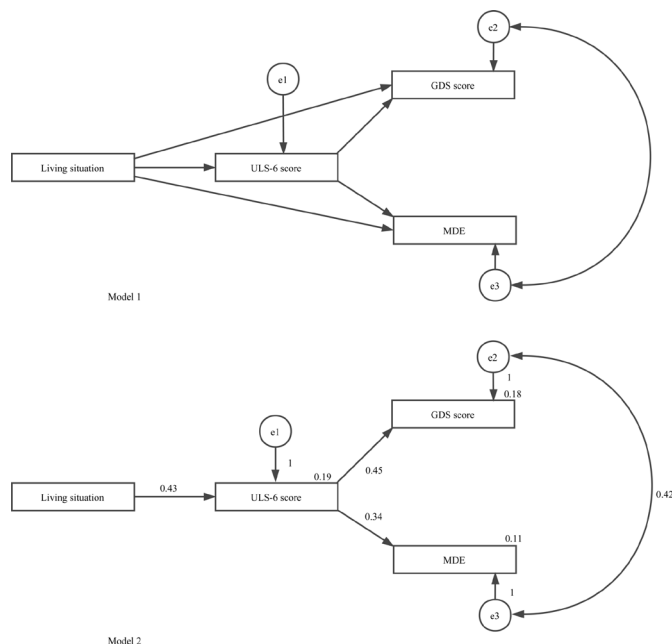 e2
e1
GDS score
Living situation
ULS-6 score
MDE
e3
Model 1
e2
1
0.18
e1
GDS score
1
0.19
0.45
Living situation
0.43
ULS-6 score
0.42
0.34
0.11
MDE
1
e3
Model 2